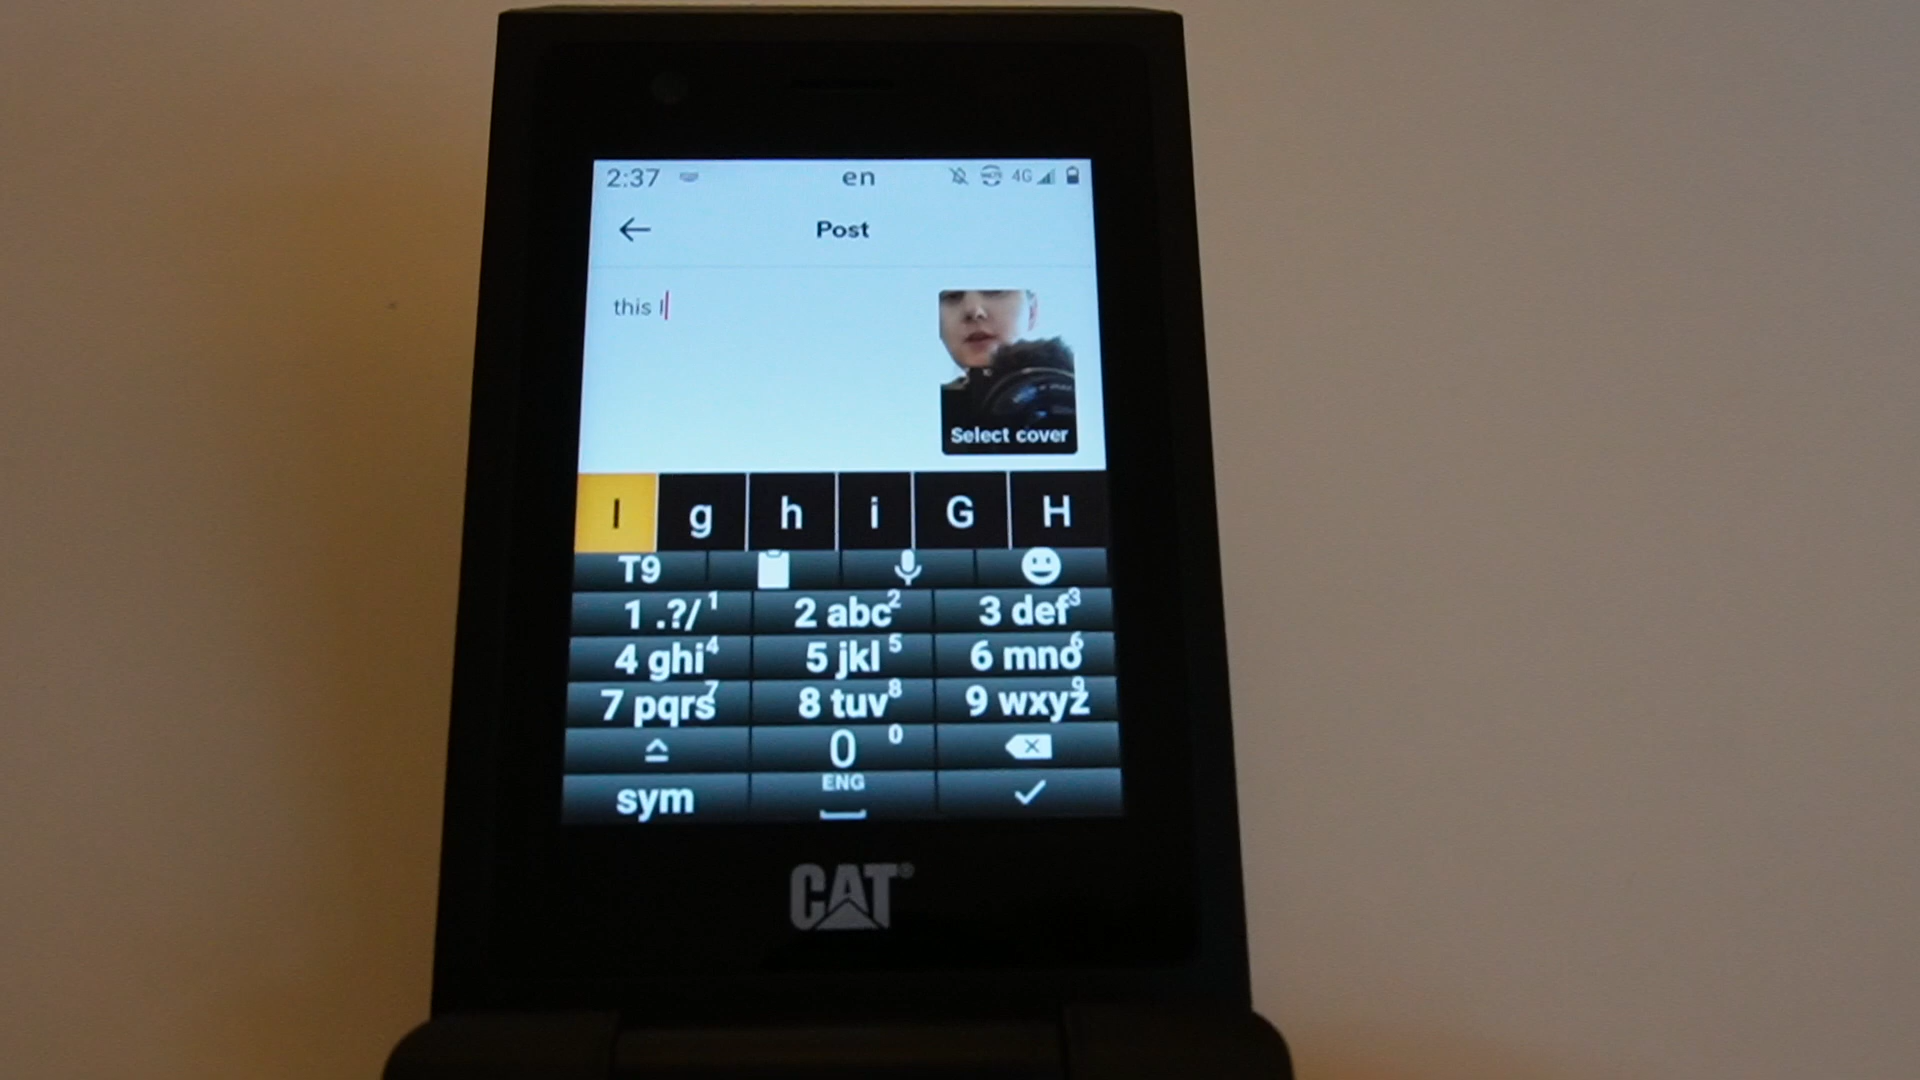 2:37 en 4G
Post
this I
Select cover
I g h i G H
T9
1 .?/ 1 2 abc 2 3 def 3
4 ghi 4 5 jkl 5 6 mno 6
7 pqrs 7 8 tuv 8 9 wxyz 9
0 0
sym ENG
CAT®